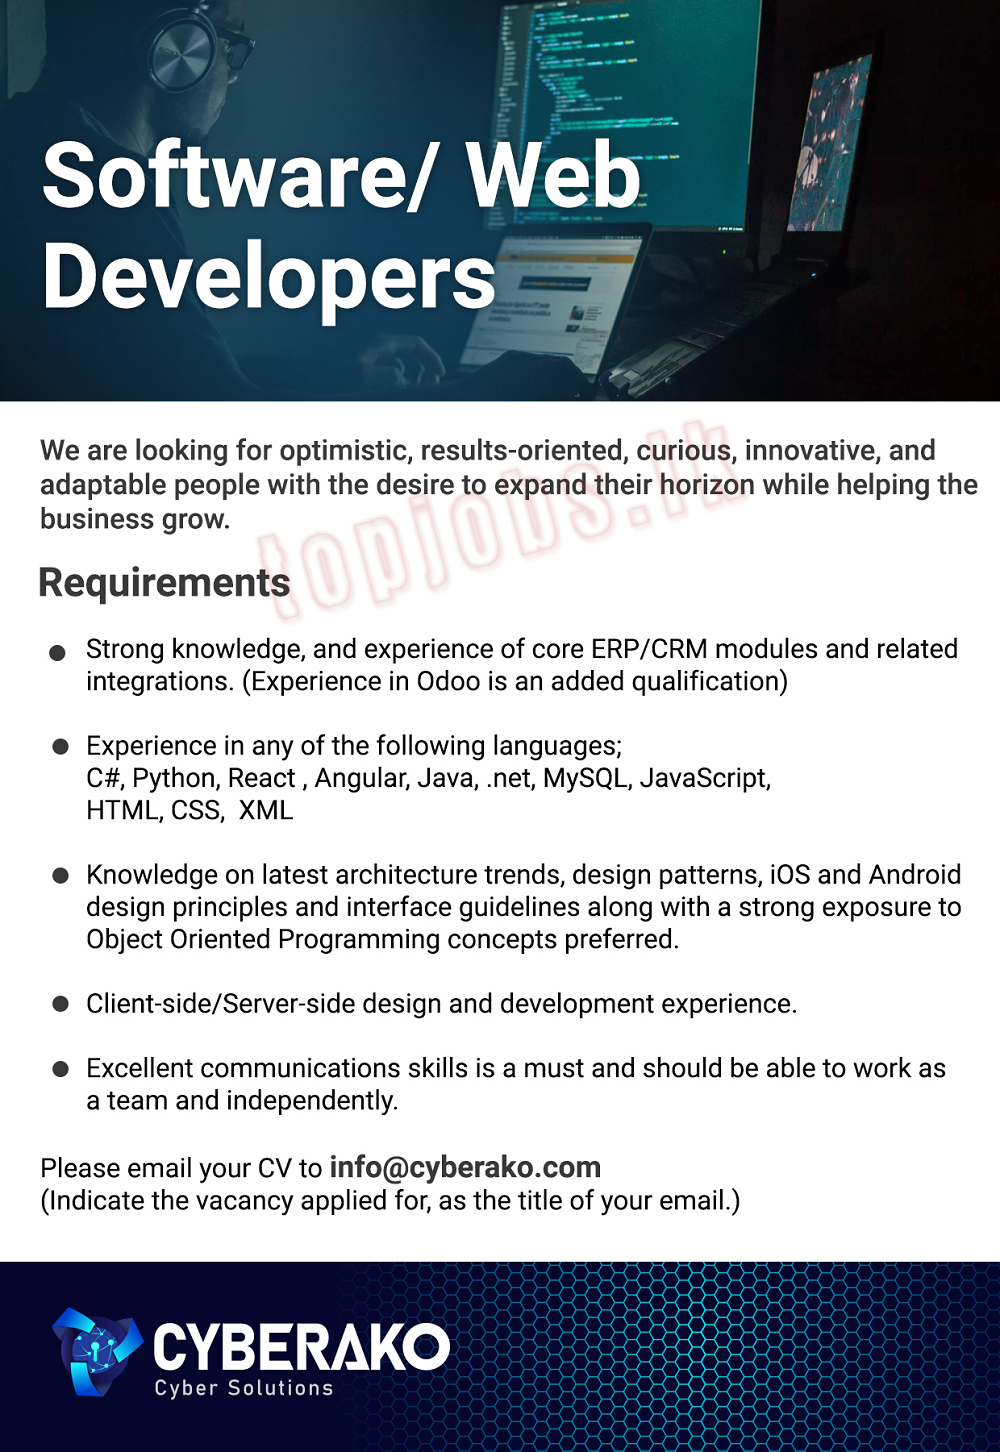 Software/ Web
Developers
We are looking for optimistic, results-oriented, curious, innovative, and
adaptable people with the desire to expand their horizon while helping the
business grow.
topjobs.lk
Requirements
● Strong knowledge, and experience of core ERP/CRM modules and related
integrations. (Experience in Odoo is an added qualification)
● Experience in any of the following languages;
C#, Python, React , Angular, Java, .net, MySQL, JavaScript,
HTML, CSS,  XML
● Knowledge on latest architecture trends, design patterns, iOS and Android
design principles and interface guidelines along with a strong exposure to
Object Oriented Programming concepts preferred.
● Client-side/Server-side design and development experience.
● Excellent communications skills is a must and should be able to work as
a team and independently.
Please email your CV to info@cyberako.com
(Indicate the vacancy applied for, as the title of your email.)
CYBERAKO
Cyber Solutions